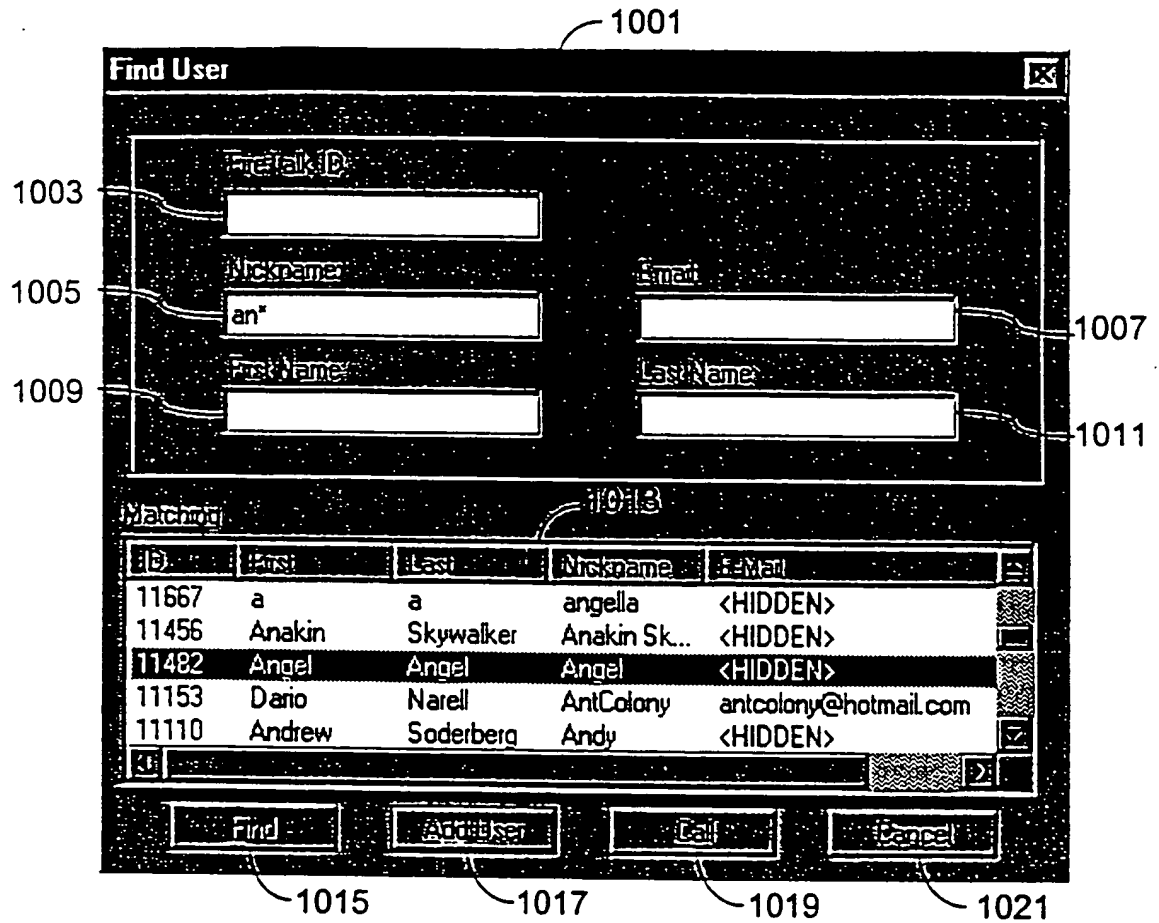 1001
Find User
FireTalk ID:
1003
Nickname: Email:
1005 an* 1007
First Name: Last Name:
1009 1011
Matching 1013
ID First Last Nickname E-Mail
11667 a a angella <HIDDEN>
11456 Anakin Skywalker Anakin Sk... <HIDDEN>
11482 Angel Angel Angel <HIDDEN>
11153 Dario Narell AntColony antcolony@hotmail.com
11110 Andrew Soderberg Andy <HIDDEN>
Find Add User Call Cancel
1015 1017 1019 1021